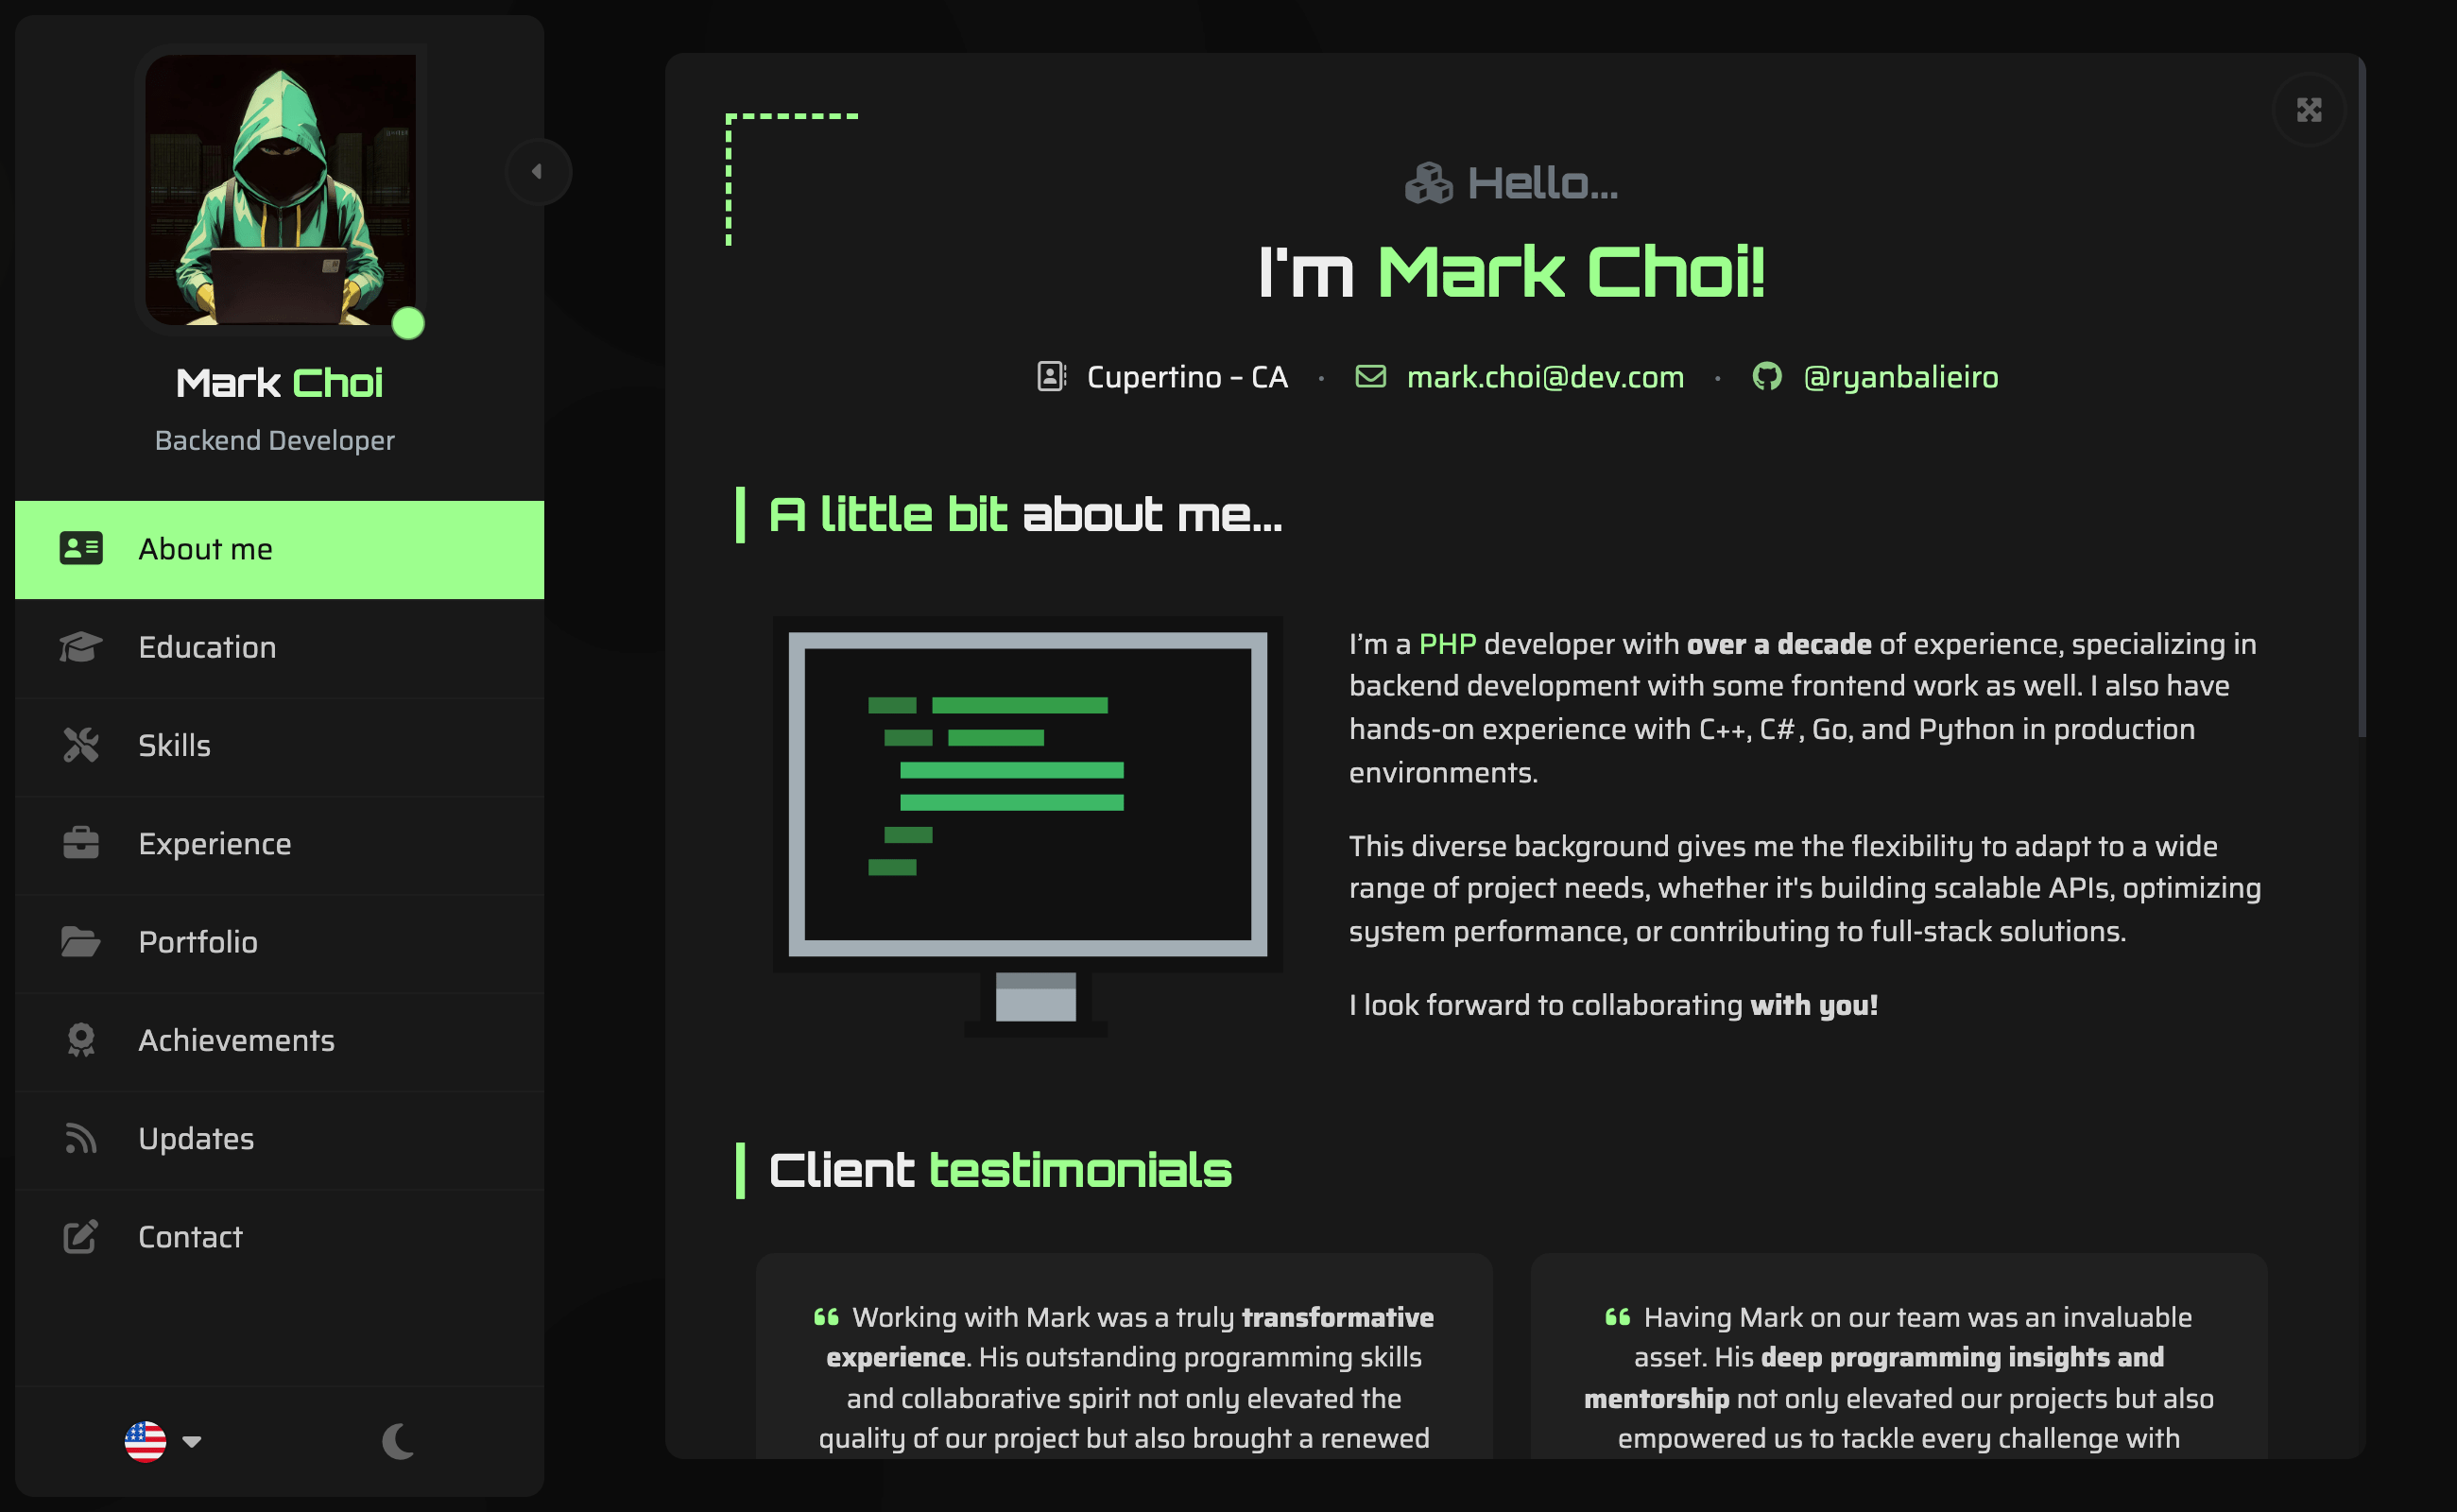 Mark Choi
Backend Developer
About me
Education
Skills
Experience
Portfolio
Achievements
Updates
Contact
Hello...
I'm Mark Choi!
Cupertino – CA · mark.choi@dev.com · @ryanbalieiro
A little bit about me...
I’m a PHP developer with over a decade of experience, specializing in
backend development with some frontend work as well. I also have
hands-on experience with C++, C#, Go, and Python in production
environments.
This diverse background gives me the flexibility to adapt to a wide
range of project needs, whether it's building scalable APIs, optimizing
system performance, or contributing to full-stack solutions.
I look forward to collaborating with you!
Client testimonials
Working with Mark was a truly transformative
experience. His outstanding programming skills
and collaborative spirit not only elevated the
quality of our project but also brought a renewed
Having Mark on our team was an invaluable
asset. His deep programming insights and
mentorship not only elevated our projects but also
empowered us to tackle every challenge with